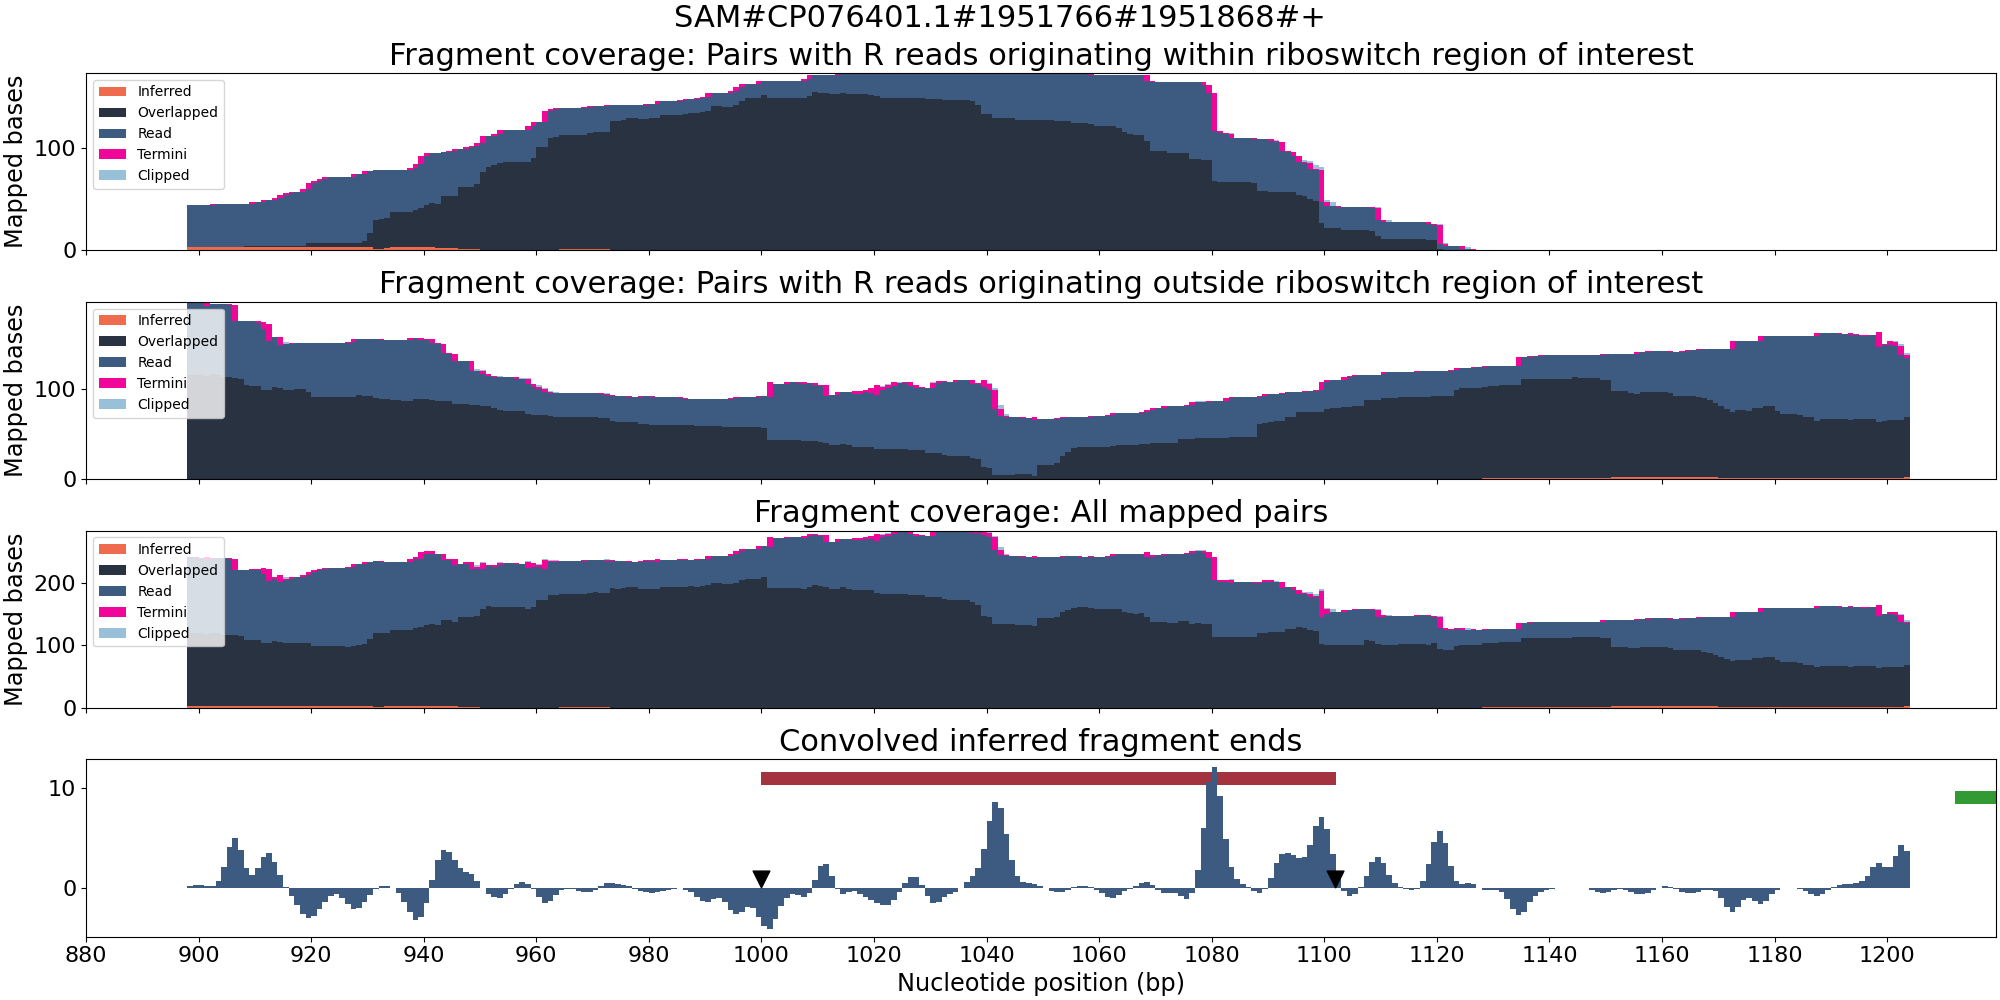 SAM#CP076401.1#1951766#1951868#+
Fragment coverage: Pairs with R reads originating within riboswitch region of interest
Mapped bases
100
0
Inferred
Overlapped
Read
Termini
Clipped
Fragment coverage: Pairs with R reads originating outside riboswitch region of interest
Mapped bases
100
0
Inferred
Overlapped
Read
Termini
Clipped
Fragment coverage: All mapped pairs
Mapped bases
200
100
0
Inferred
Overlapped
Read
Termini
Clipped
Convolved inferred fragment ends
10
0
880 900 920 940 960 980 1000 1020 1040 1060 1080 1100 1120 1140 1160 1180 1200
Nucleotide position (bp)